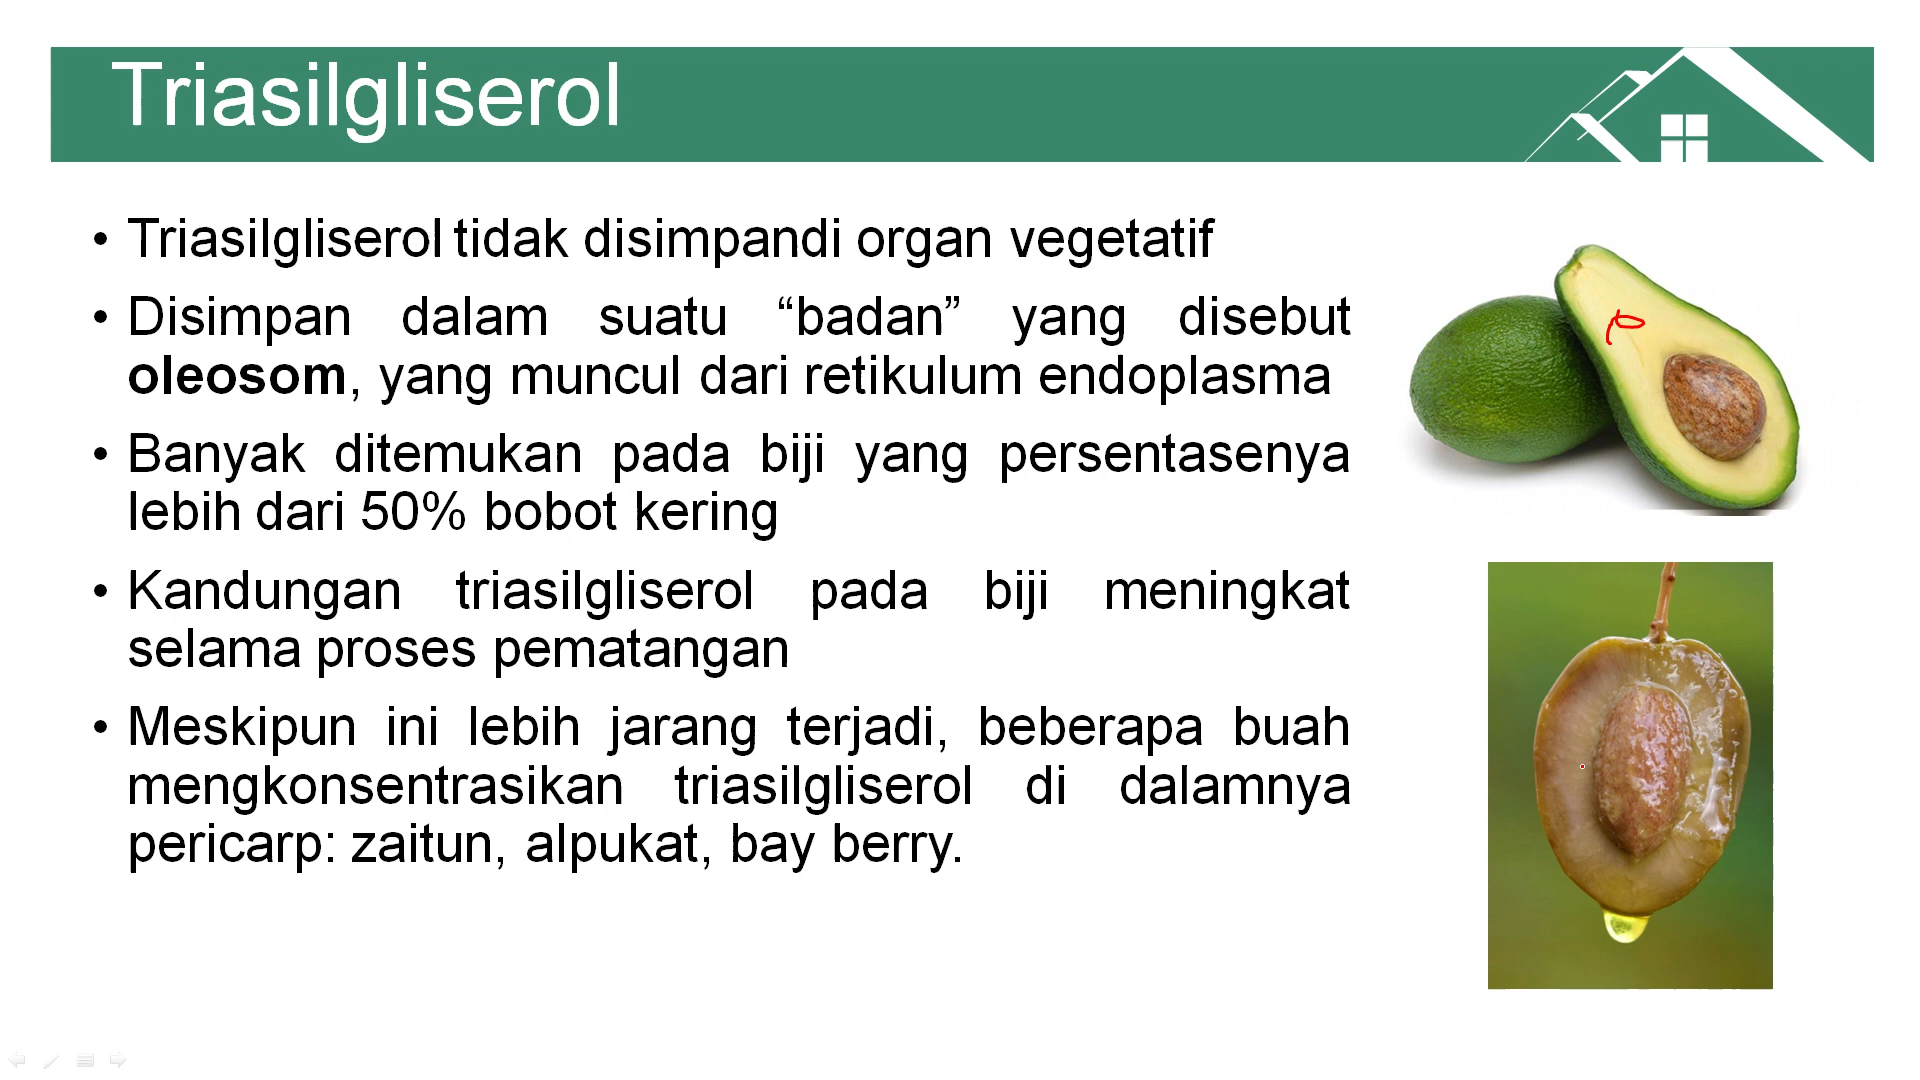 Triasilgliserol
• Triasilgliserol tidak disimpandi organ vegetatif
• Disimpan dalam suatu “badan” yang disebut
oleosom, yang muncul dari retikulum endoplasma
• Banyak ditemukan pada biji yang persentasenya
lebih dari 50% bobot kering
• Kandungan triasilgliserol pada biji meningkat
selama proses pematangan
• Meskipun ini lebih jarang terjadi, beberapa buah
mengkonsentrasikan triasilgliserol di dalamnya
pericarp: zaitun, alpukat, bay berry.